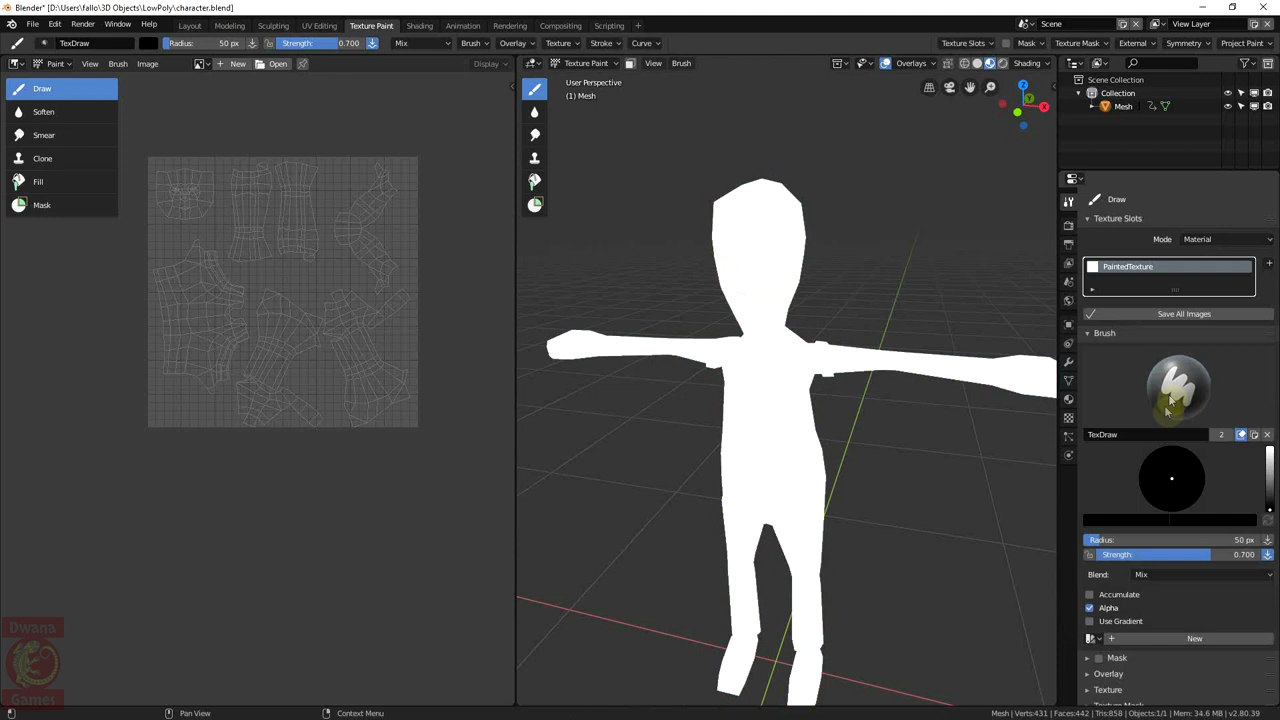 Blender* [D:\Users\fallo\3D Objects\LowPoly\character.blend]
File Edit Render Window Help Layout Modeling Sculpting UV Editing Texture Paint Shading Animation Rendering Compositing Scripting + Scene View Layer
TexDraw Radius: 50 px Strength: 0.700 Mix Brush Overlay Texture Stroke Curve Texture Slots Mask Texture Mask External Symmetry Project Paint
Paint View Brush Image + New Open Display Texture Paint View Brush Overlays Shading
Draw
Soften
Smear
Clone
Fill
Mask
User Perspective
(1) Mesh
Z
Y
X
Scene Collection
Collection
Mesh
Draw
Texture Slots
Mode Material
PaintedTexture
Save All Images
Brush
TexDraw 2
Radius: 50 px
Strength: 0.700
Blend: Mix
Accumulate
Alpha
Use Gradient
+ New
Mask
Overlay
Texture
Texture Mask
Dwana
Games
Pan View Context Menu Mesh | Verts:431 | Faces:442 | Tris:858 | Objects:1/1 | Mem: 34.6 MB | v2.80.39